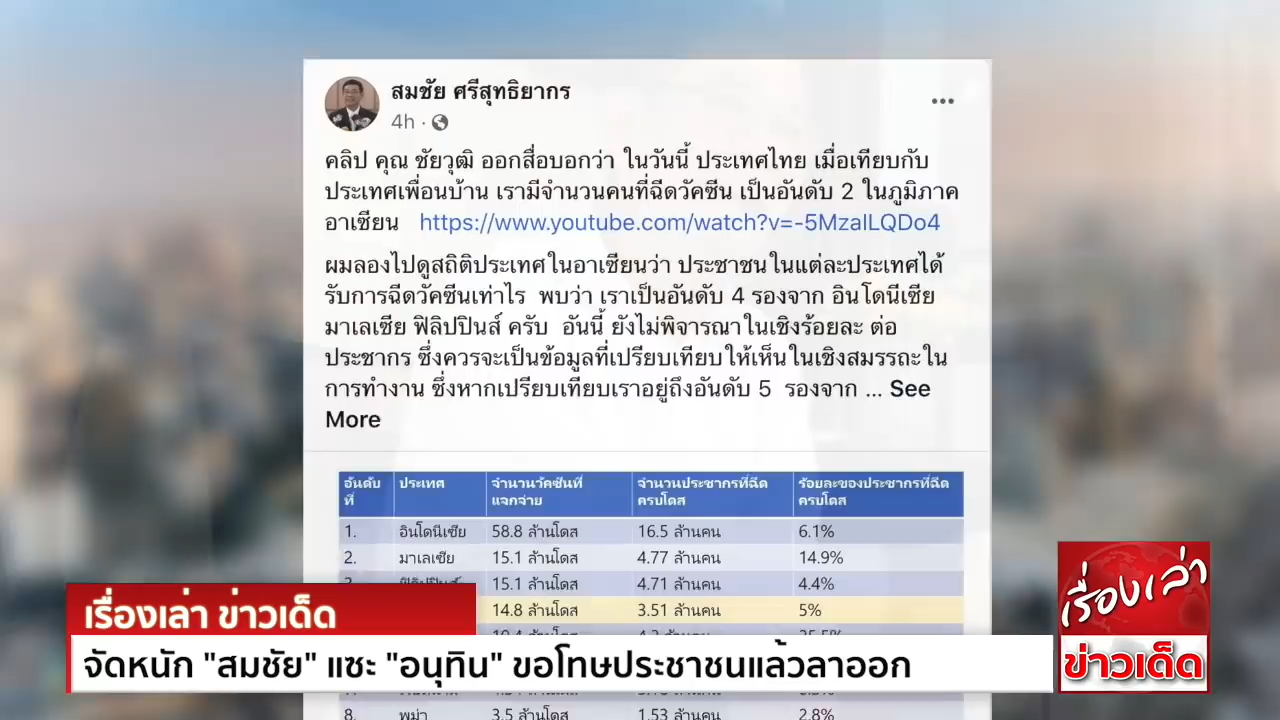 สมชัย ศรีสุทธิยากร
4h ·
คลิป คุณ ชัยวุฒิ ออกสื่อบอกว่า ในวันนี้ ประเทศไทย เมื่อเทียบกับ
ประเทศเพื่อนบ้าน เรามีจำนวนคนที่ฉีดวัคซีน เป็นอันดับ 2 ในภูมิภาค
อาเซียน https://www.youtube.com/watch?v=-5MzaILQDo4
ผมลองไปดูสถิติประเทศในอาเซียนว่า ประชาชนในแต่ละประเทศได้
รับการฉีดวัคซีนเท่าไร พบว่า เราเป็นอันดับ 4 รองจาก อินโดนีเซีย
มาเลเซีย ฟิลิปปินส์ ครับ อันนี้ ยังไม่พิจารณาในเชิงร้อยละ ต่อ
ประชากร ซึ่งควรจะเป็นข้อมูลที่เปรียบเทียบให้เห็นในเชิงสมรรถะใน
การทำงาน ซึ่งหากเปรียบเทียบเราอยู่ถึงอันดับ 5 รองจาก ... See
More
อันดับที่ ประเทศ จำนวนวัคซีนที่แจกจ่าย จำนวนประชากรที่ฉีดครบโดส ร้อยละของประชากรที่ฉีดครบโดส
1. อินโดนีเซีย 58.8 ล้านโดส 16.5 ล้านคน 6.1%
2. มาเลเซีย 15.1 ล้านโดส 4.77 ล้านคน 14.9%
ฟิลิปปินส์ 15.1 ล้านโดส 4.71 ล้านคน 4.4%
14.8 ล้านโดส 3.51 ล้านคน 5%
8. พม่า 3.5 ล้านโดส 1.53 ล้านคน 2.8%
เรื่องเล่า ข่าวเด็ด
จัดหนัก "สมชัย" แซะ "อนุทิน" ขอโทษประชาชนแล้วลาออก
เรื่องเล่า
ข่าวเด็ด